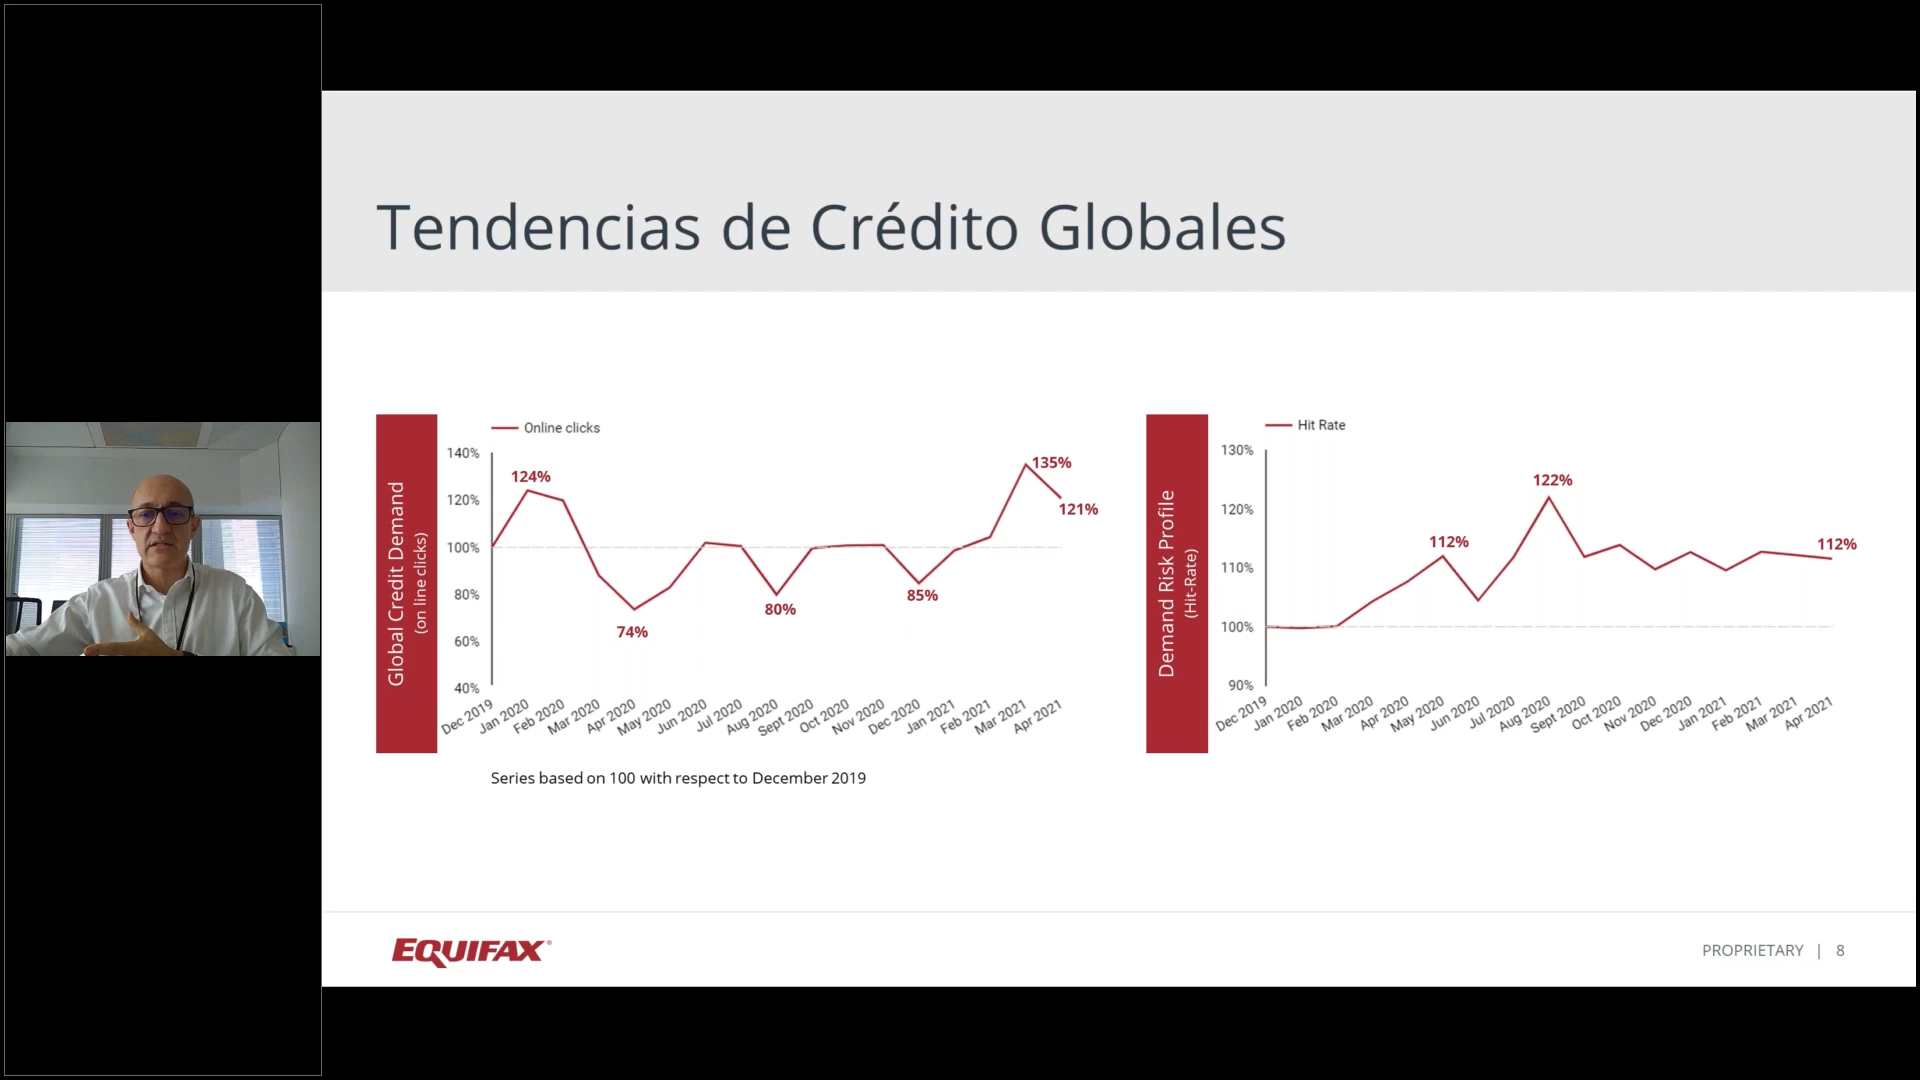 Tendencias de Crédito Globales
Global Credit Demand
(on line clicks)
Online clicks
140%
120%
100%
80%
60%
40%
124%
74%
80%
85%
135%
121%
Dec 2019
Jan 2020
Feb 2020
Mar 2020
Apr 2020
May 2020
Jun 2020
Jul 2020
Aug 2020
Sept 2020
Oct 2020
Nov 2020
Dec 2020
Jan 2021
Feb 2021
Mar 2021
Apr 2021
Series based on 100 with respect to December 2019
Demand Risk Profile
(Hit-Rate)
Hit Rate
130%
120%
110%
100%
90%
112%
122%
112%
Dec 2019
Jan 2020
Feb 2020
Mar 2020
Apr 2020
May 2020
Jun 2020
Jul 2020
Aug 2020
Sept 2020
Oct 2020
Nov 2020
Dec 2020
Jan 2021
Feb 2021
Mar 2021
Apr 2021
EQUIFAX®
PROPRIETARY | 8